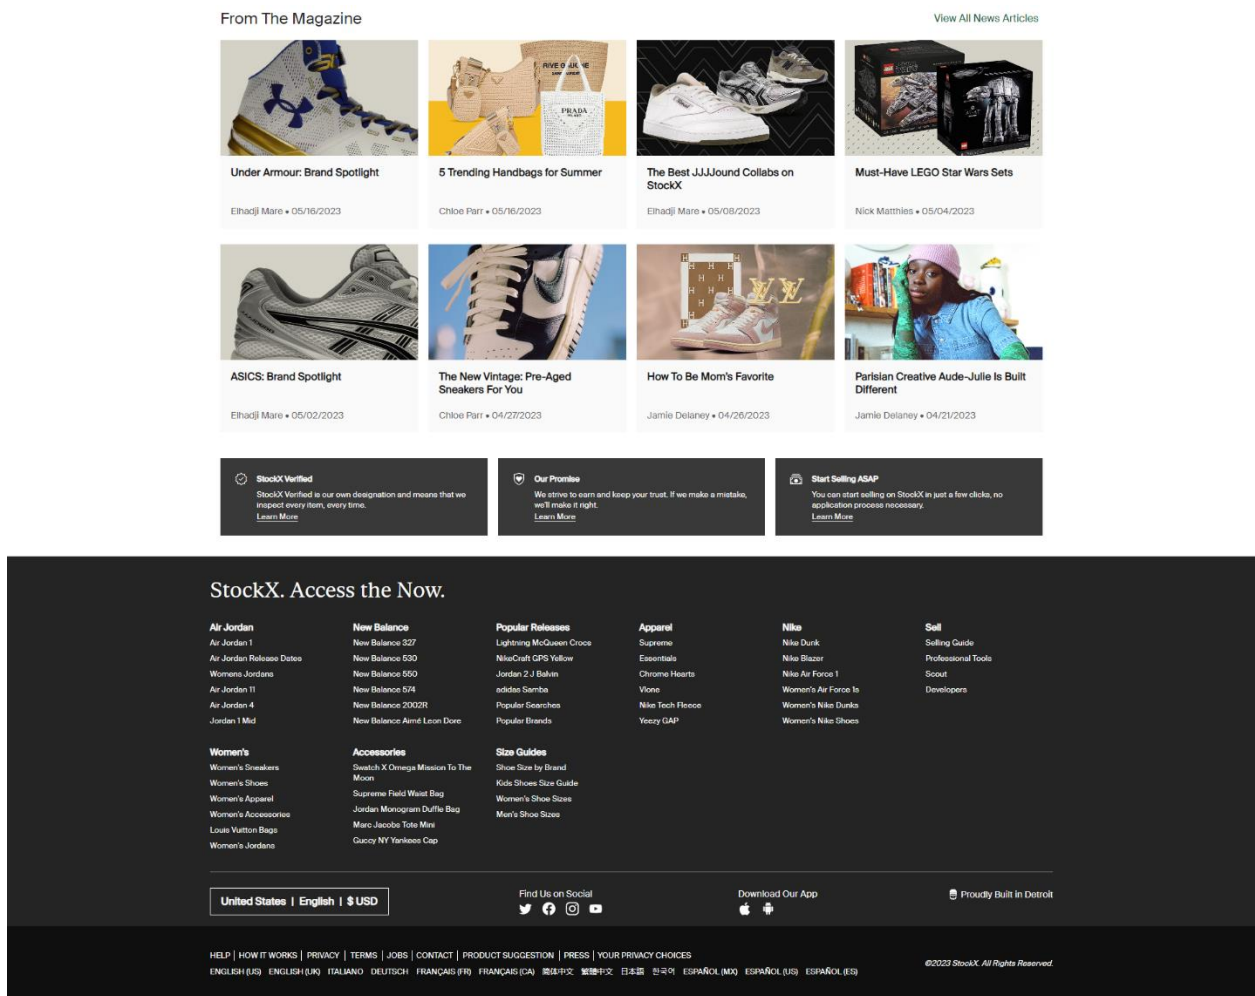 From The Magazine
View All News Articles
RIVE GAUCHE
PRADA
Under Armour: Brand Spotlight
Elhadji Mare • 05/16/2023
5 Trending Handbags for Summer
Chloe Parr • 05/16/2023
The Best JJJJound Collabs on
StockX
Elhadji Mare • 05/08/2023
Must-Have LEGO Star Wars Sets
Nick Matthies • 05/04/2023
ASICS: Brand Spotlight
Elhadji Mare • 05/02/2023
The New Vintage: Pre-Aged
Sneakers For You
Chloe Parr • 04/27/2023
How To Be Mom's Favorite
Jamie Delaney • 04/26/2023
Parisian Creative Aude-Julie Is Built
Different
Jamie Delaney • 04/21/2023
StockX Verified
StockX Verified is our own designation and means that we
inspect every item, every time.
Learn More
Our Promise
We strive to earn and keep your trust. If we make a mistake,
we'll make it right.
Learn More
Start Selling ASAP
You can start selling on StockX in just a few clicks, no
application process necessary.
Learn More
StockX. Access the Now.
Air Jordan
Air Jordan 1
Air Jordan Release Dates
Womens Jordans
Air Jordan 11
Air Jordan 4
Jordan 1 Mid
New Balance
New Balance 327
New Balance 530
New Balance 550
New Balance 574
New Balance 2002R
New Balance Aimé Leon Dore
Popular Releases
Lightning McQueen Crocs
NikeCraft GPS Yellow
Jordan 2 J Balvin
adidas Samba
Popular Searches
Popular Brands
Apparel
Supreme
Essentials
Chrome Hearts
Vlone
Nike Tech Fleece
Yeezy GAP
Nike
Nike Dunk
Nike Blazer
Nike Air Force 1
Women's Air Force 1s
Women's Nike Dunks
Women's Nike Shoes
Sell
Selling Guide
Professional Tools
Scout
Developers
Women's
Women's Sneakers
Women's Shoes
Women's Apparel
Women's Accessories
Louis Vuitton Bags
Women's Jordans
Accessories
Swatch X Omega Mission To The
Moon
Supreme Field Waist Bag
Jordan Monogram Duffle Bag
Marc Jacobs Tote Mini
Guccy NY Yankees Cap
Size Guides
Shoe Size by Brand
Kids Shoes Size Guide
Women's Shoe Sizes
Men's Shoe Sizes
United States | English | $ USD
Find Us on Social
Download Our App
Proudly Built in Detroit
HELP | HOW IT WORKS | PRIVACY | TERMS | JOBS | CONTACT | PRODUCT SUGGESTION | PRESS | YOUR PRIVACY CHOICES
ENGLISH (US) ENGLISH (UK) ITALIANO DEUTSCH FRANÇAIS (FR) FRANÇAIS (CA) 简体中文 繁體中文 日本語 한국어 ESPAÑOL (MX) ESPAÑOL (US) ESPAÑOL (ES)
©2023 StockX. All Rights Reserved.